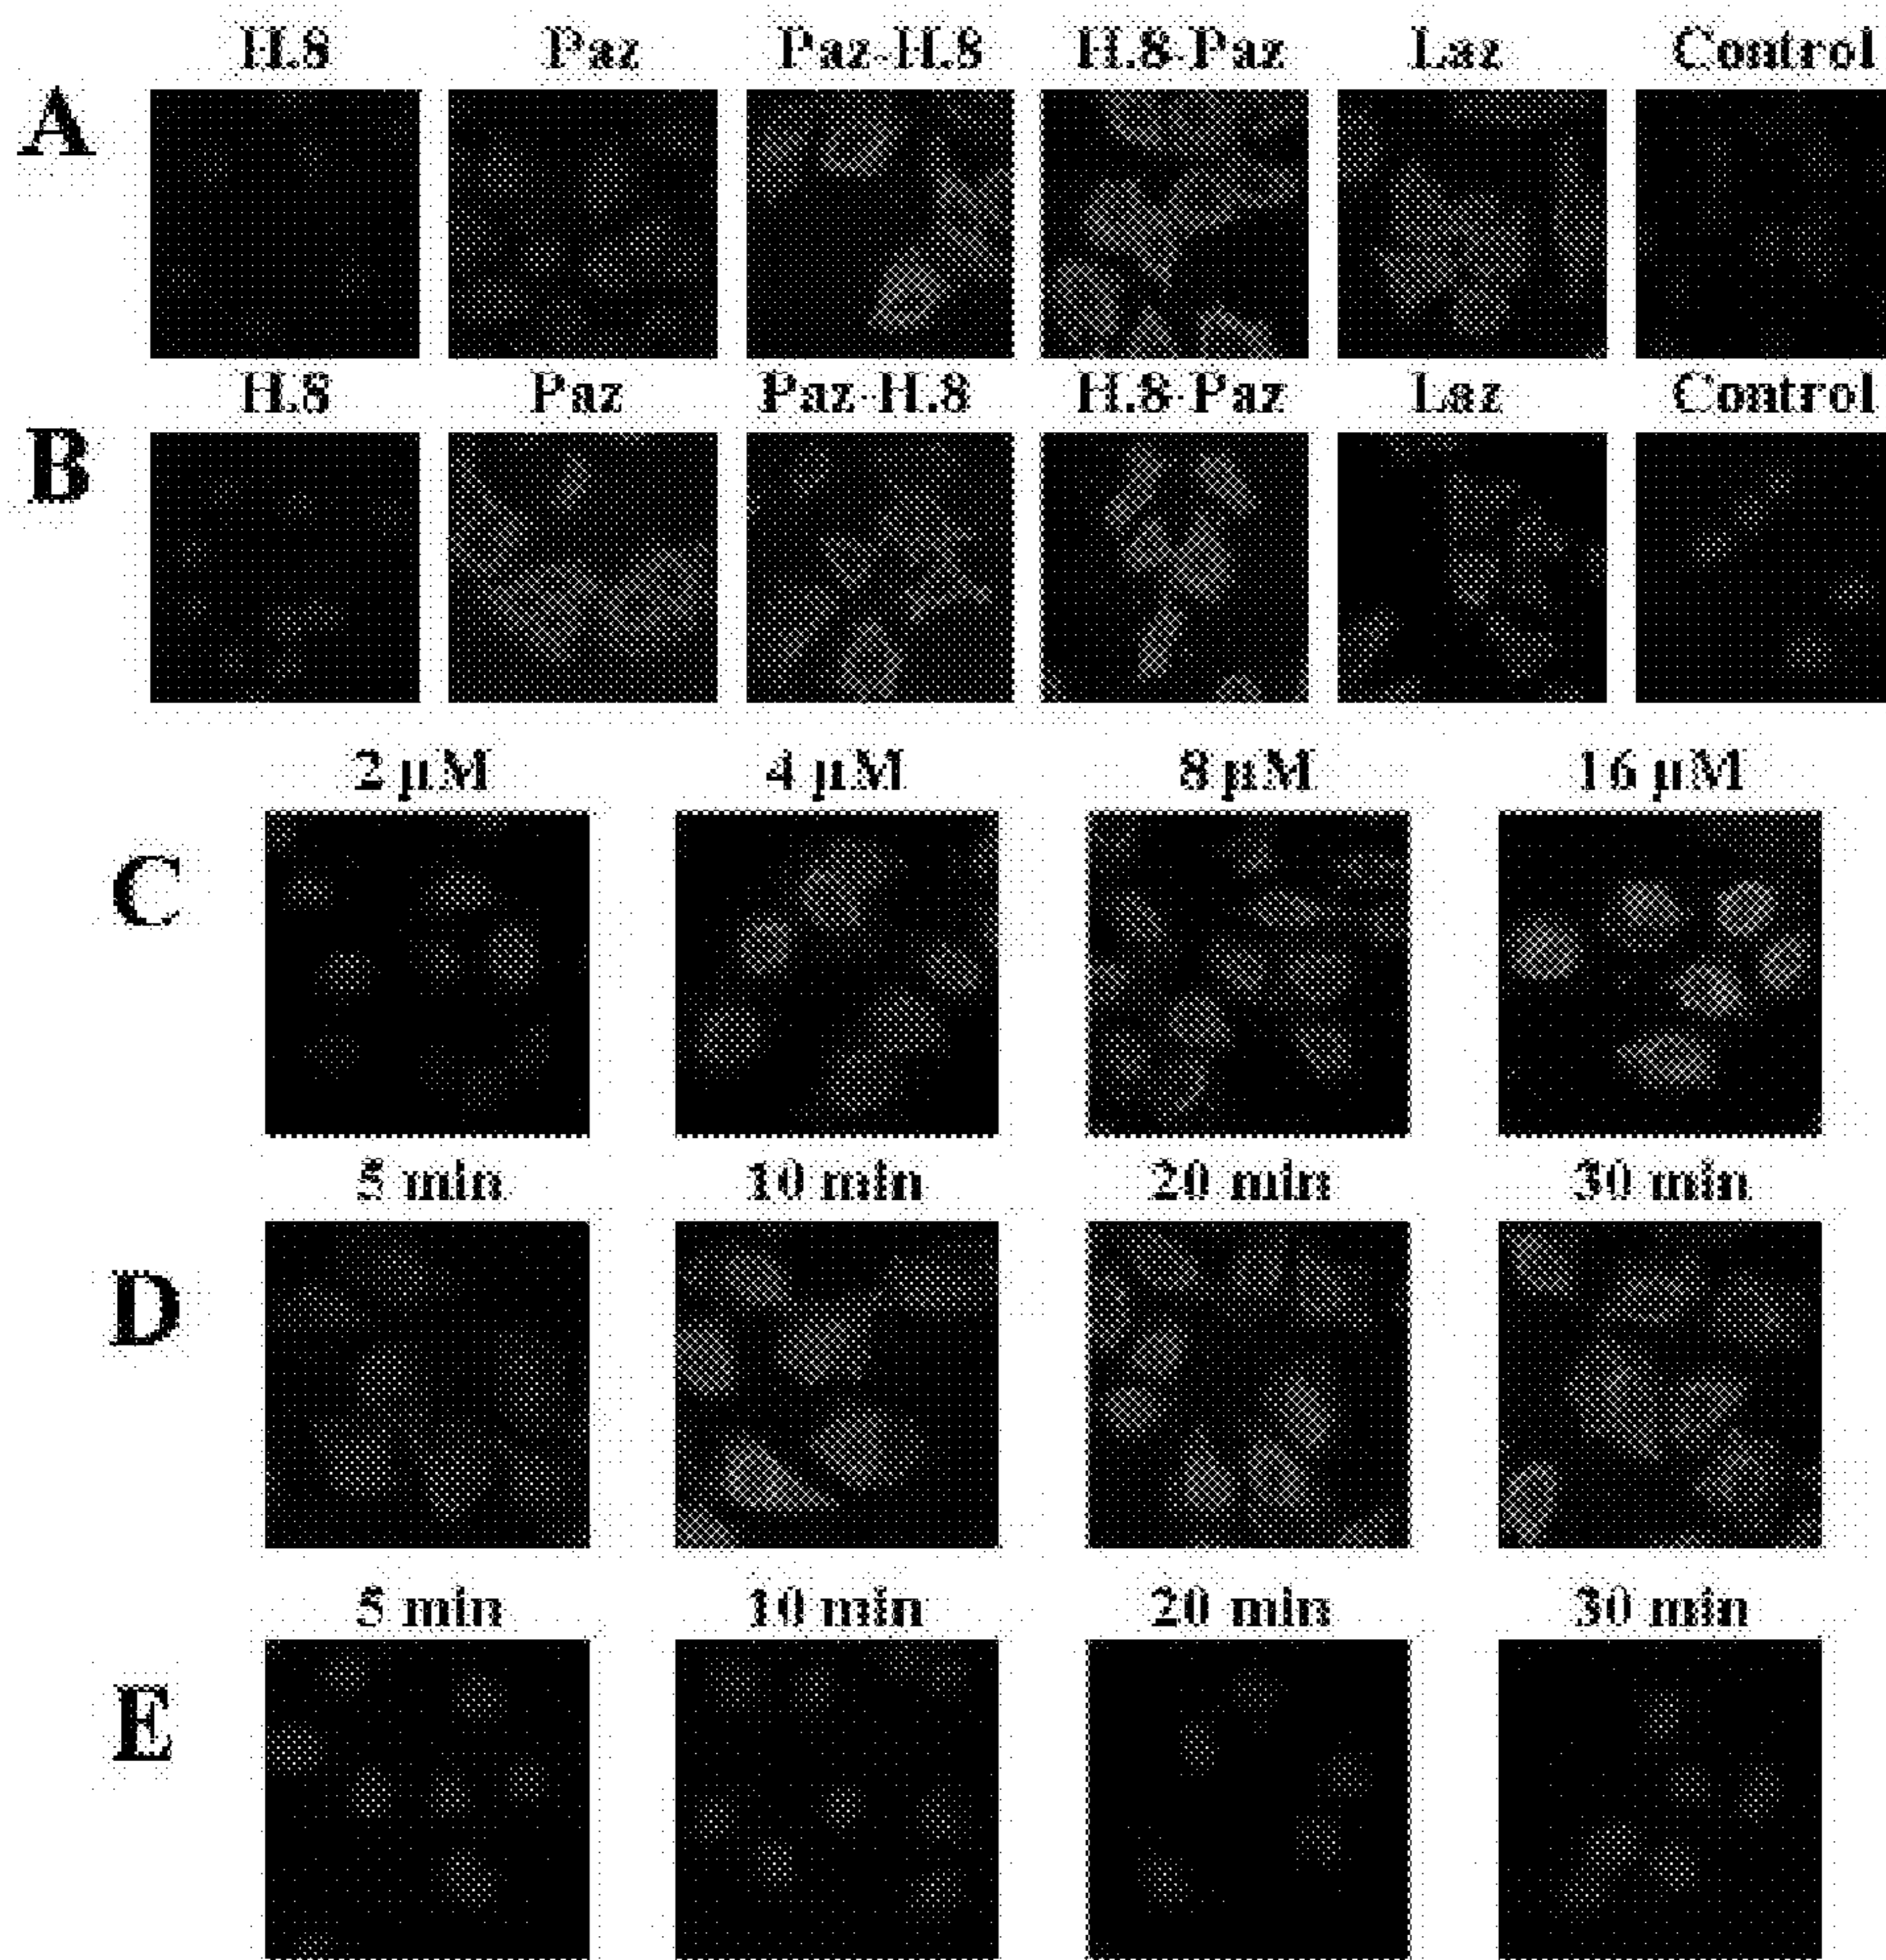 H.8 Paz Paz-H.8 H.8-Paz Laz Control
A
H.8 Paz Paz-H.8 H.8-Paz Laz Control
B
2 µM 4 µM 8 µM 16 µM
C
5 min 10 min 20 min 30 min
D
5 min 10 min 20 min 30 min
E